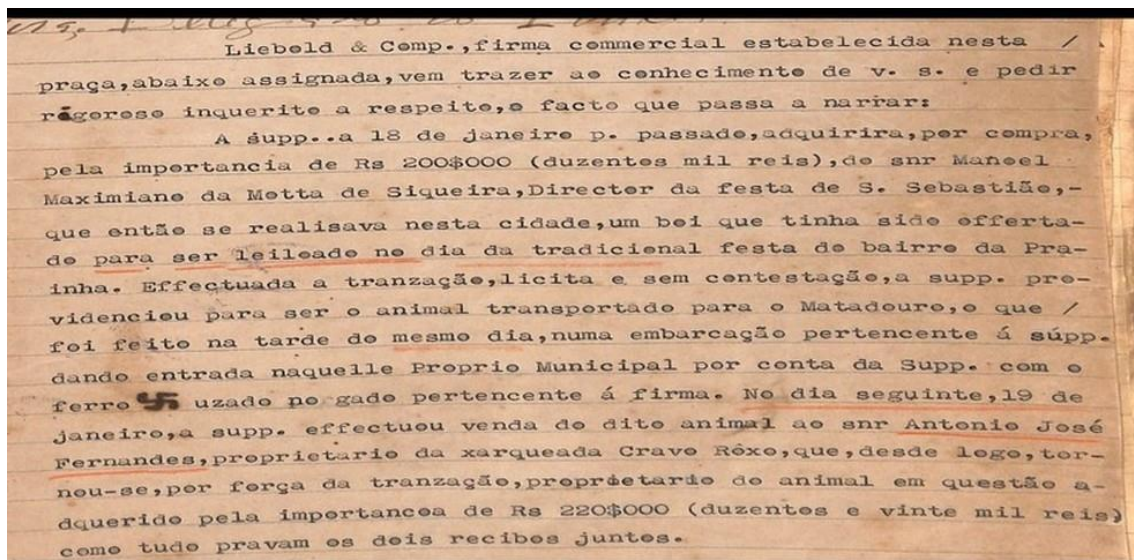 Liebold & Comp.,firma commercial estabelecida nesta /
praça,abaixo assignada,vem trazer ao conhecimento de v. s. e pedir
rigoroso inquerito a respeito,o facto que passa a narrar:
A supp..a 18 de janeiro p. passado,adquirira,por compra,
pela importancia de Rs 200$000 (duzentos mil reis),do snr Manoel
Maximiano da Motta de Siqueira,Director da festa de S. Sebastião,-
que então se realisava nesta cidade,um boi que tinha sido offerta-
do para ser leiloado no dia da tradicional festa do bairro da Pra-
inha. Effectuada a tranzação,licita e sem contestação,a supp. pro-
videnciou para ser o animal transportado para o Matadouro,o que /
foi feito na tarde do mesmo dia,numa embarcação pertencente á súpp.
dando entrada naquelle Proprio Municipal por conta da Supp. com o
ferro 卐 uzado no gado pertencente á firma. No dia seguinte,19 de
janeiro,a supp. effectuou venda do dito animal ao snr Antonio José
Fernandes,proprietario da xarqueada Cravo Rôxo,que,desde logo,tor-
nou-se,por força da tranzação,proprietario do animal em questão a-
dquerido pela importancoa de Rs 220$000 (duzentos e vinte mil reis)
como tudo pravam os dois recibos juntos.